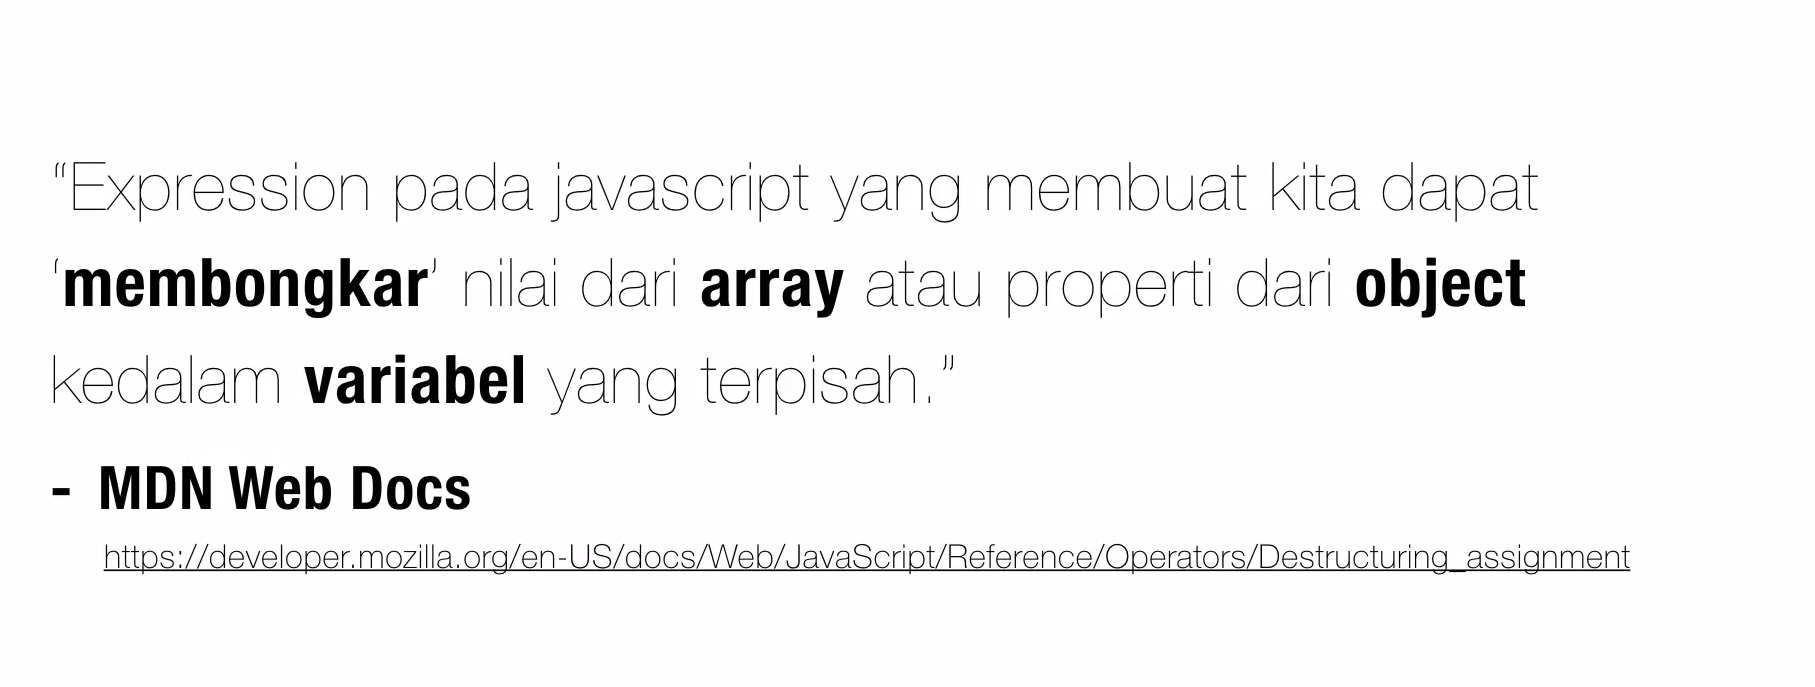 “Expression pada javascript yang membuat kita dapat
‘membongkar’ nilai dari array atau properti dari object
kedalam variabel yang terpisah.”
- MDN Web Docs
https://developer.mozilla.org/en-US/docs/Web/JavaScript/Reference/Operators/Destructuring_assignment